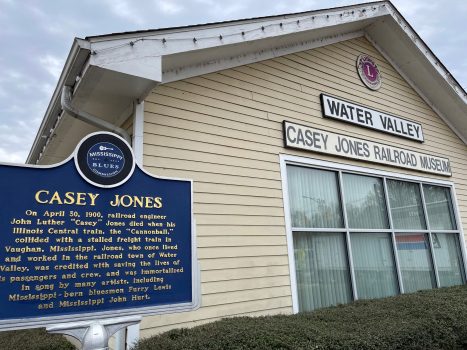 MISSISSIPPI
BLUES
CASEY JONES
On April 30, 1900, railroad engineer
John Luther "Casey" Jones died when his
Illinois Central train, the "Cannonball,"
collided with a stalled freight train in
Vaughan, Mississippi. Jones, who once lived
and worked in the railroad town of Water
Valley, was credited with saving the lives of
his passengers and crew, and was immortalized
in song by many artists, including
Mississippi-born bluesmen Furry Lewis
and Mississippi John Hurt.
L
WATER VALLEY
CASEY JONES RAILROAD MUSEUM